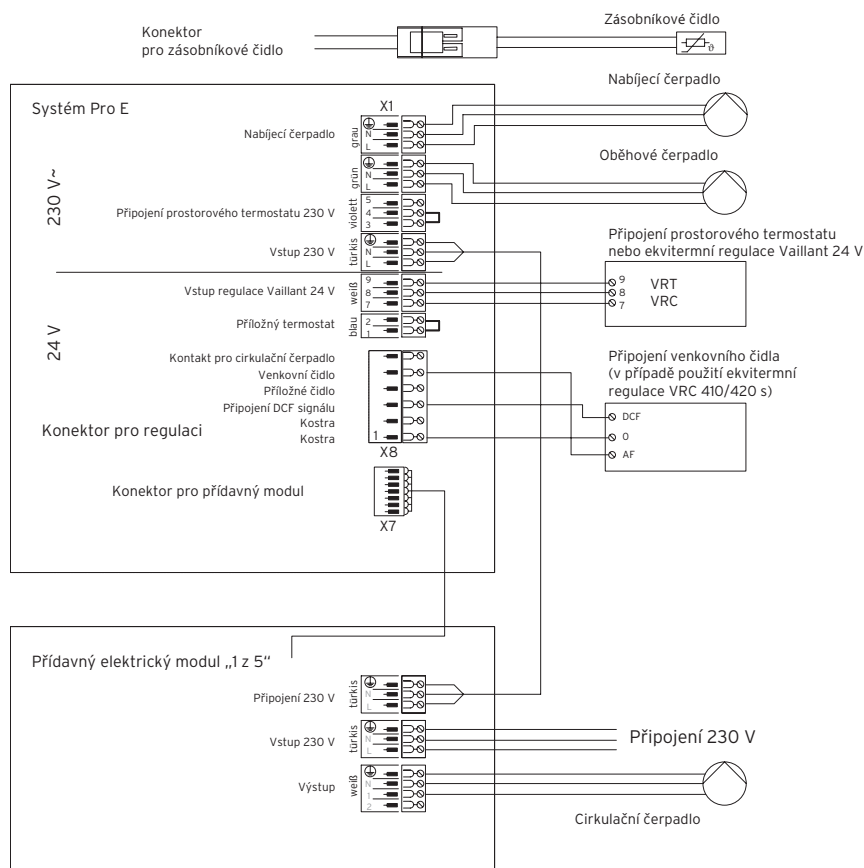 Konektor
pro zásobníkové čidlo
Zásobníkové čidlo
ϑ
Nabíjecí čerpadlo
Systém Pro E
X1
230 V~
Nabíjecí čerpadlo
grau
N
L
Oběhové čerpadlo
grün
N
L
Připojení prostorového termostatu 230 V
violett
5
4
3
Vstup 230 V
türkis
N
L
Připojení prostorového termostatu
nebo ekvitermní regulace Vaillant 24 V
24 V
Vstup regulace Vaillant 24 V
weiß
9
8
7
9 VRT
8
7 VRC
Příložný termostat
blau
2
1
Kontakt pro cirkulační čerpadlo
Venkovní čidlo
Příložné čidlo
Připojení DCF signálu
Kostra
Kostra
1
X8
Konektor pro regulaci
Připojení venkovního čidla
(v případě použití ekvitermní
regulace VRC 410/420 s)
DCF
0
AF
Konektor pro přídavný modul
X7
Přídavný elektrický modul „1 z 5“
Připojení 230 V
türkis
N
L
Vstup 230 V
türkis
N
L
Připojení 230 V
Výstup
weiß
N
1
2
Cirkulační čerpadlo